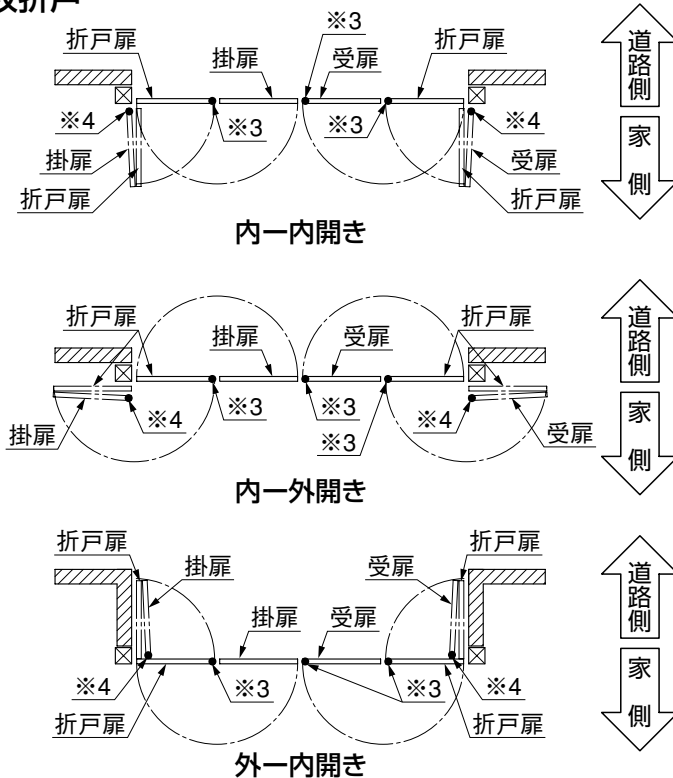 折戸
※3
折戸扉 掛扉 受扉 折戸扉
※4 ※3 ※3 ※4
掛扉 受扉
折戸扉 折戸扉
内ー内開き
道路側
家側
折戸扉 掛扉 受扉 折戸扉
※4 ※3 ※3 ※4
※3
掛扉 受扉
内ー外開き
道路側
家側
折戸扉 折戸扉
掛扉 受扉
掛扉 受扉
※4 ※3 ※3 ※4
折戸扉 折戸扉
外ー内開き
道路側
家側